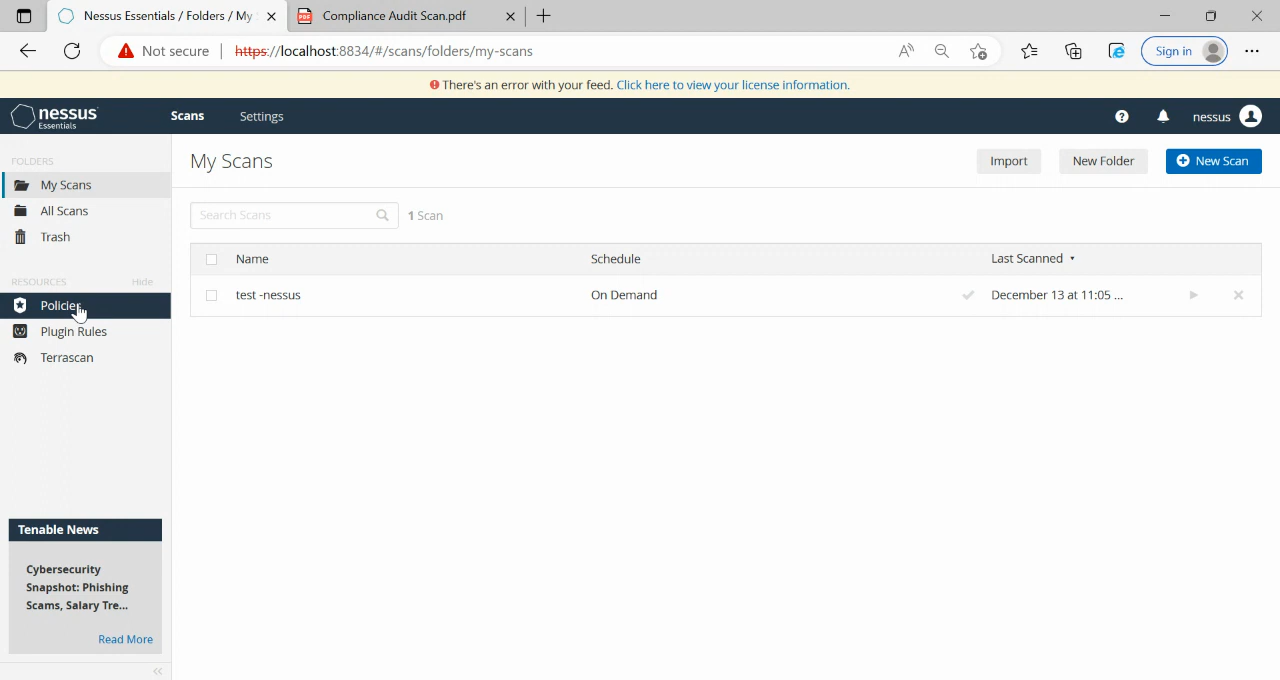 Nessus Essentials / Folders / My
Compliance Audit Scan.pdf
Not secure
https://localhost:8834/#/scans/folders/my-scans
Sign in
There's an error with your feed. Click here to view your license information.
nessus
Essentials
Scans
Settings
nessus
FOLDERS
My Scans
All Scans
Trash
RESOURCES
Hide
Policies
Plugin Rules
Terrascan
Tenable News
Cybersecurity
Snapshot: Phishing
Scams, Salary Tre...
Read More
My Scans
Import
New Folder
New Scan
Search Scans
1 Scan
Name
Schedule
Last Scanned
test -nessus
On Demand
December 13 at 11:05 ...